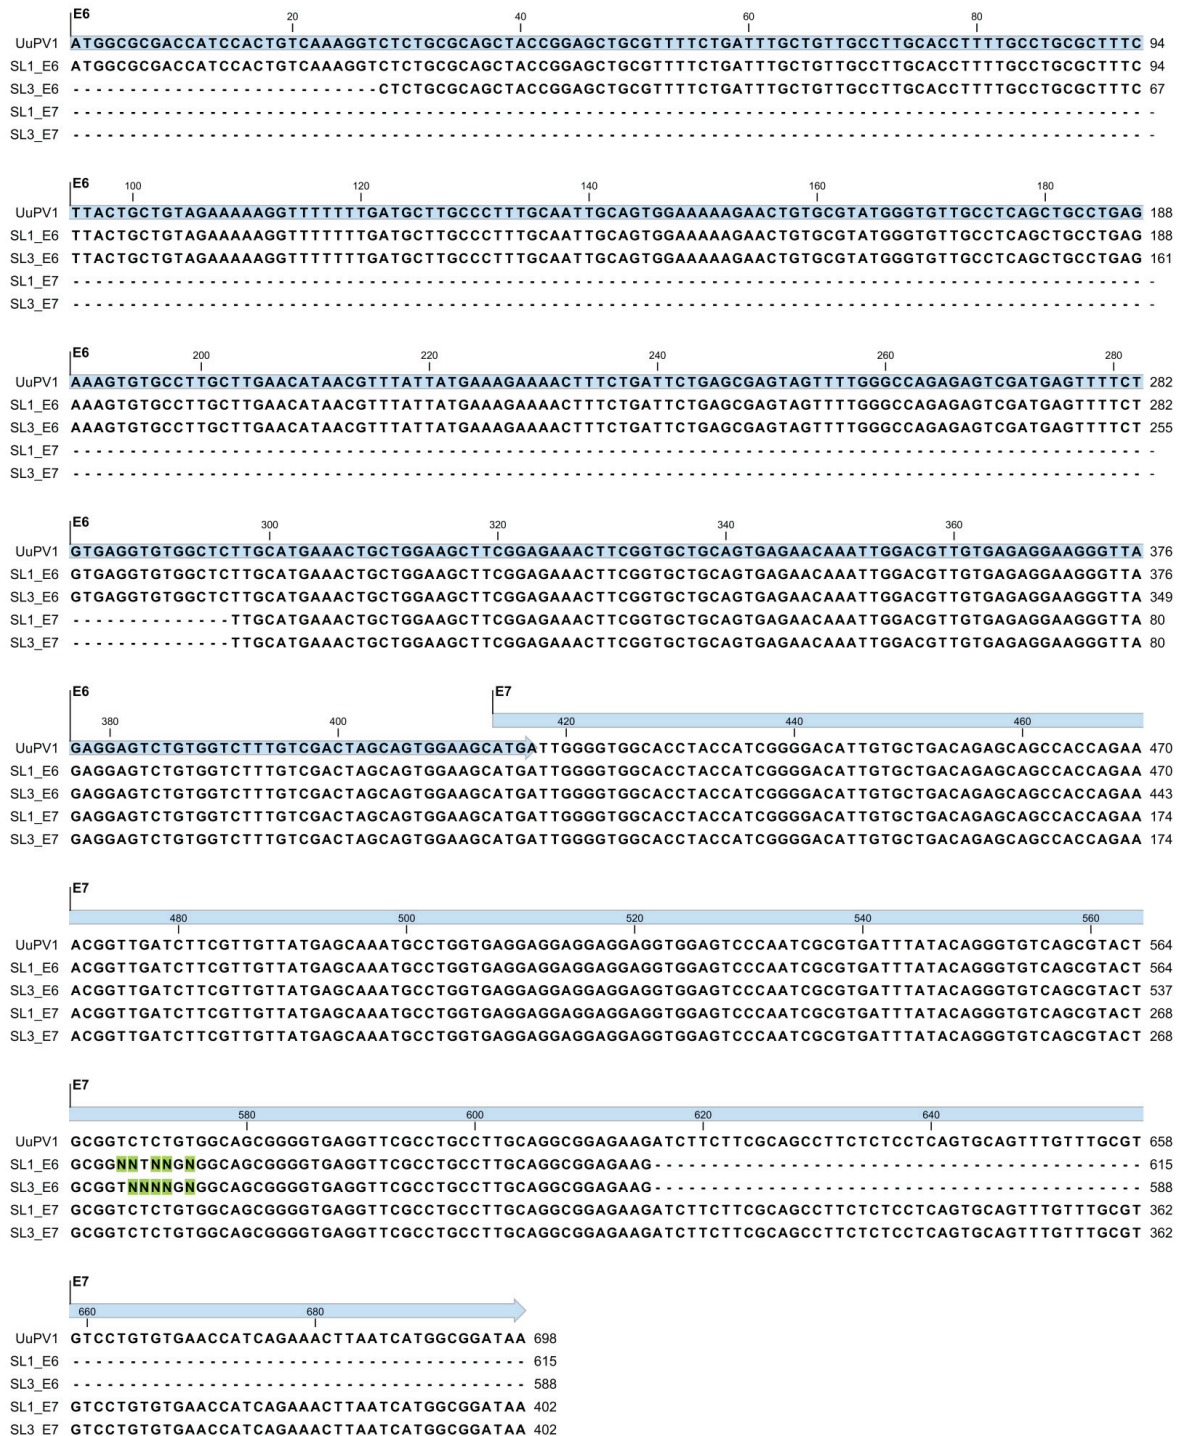 E6
20 40 60 80
UuPV1 ATGGCGCGACCATCCACTGTCAAAGGTCTCTGCGCAGCTACCGGAGCTGCGTTTTCTGATTTGCTGTTGCCTTGCACCTTTTGCCTGCGCTTTC 94
SL1_E6 ATGGCGCGACCATCCACTGTCAAAGGTCTCTGCGCAGCTACCGGAGCTGCGTTTTCTGATTTGCTGTTGCCTTGCACCTTTTGCCTGCGCTTTC 94
SL3_E6 - - - - - - - - - - - - - - - - - - - - - - - - - - - CTCTGCGCAGCTACCGGAGCTGCGTTTTCTGATTTGCTGTTGCCTTGCACCTTTTGCCTGCGCTTTC 67
SL1_E7 - - - - - - - - - - - - - - - - - - - - - - - - - - - - - - - - - - - - - - - - - - - - - - - - - - - - - - - - - - - - - - - - - - - - - - - - - - - - - - - - - - - - - - - - - - - - - - -
SL3_E7 - - - - - - - - - - - - - - - - - - - - - - - - - - - - - - - - - - - - - - - - - - - - - - - - - - - - - - - - - - - - - - - - - - - - - - - - - - - - - - - - - - - - - - - - - - - - - - -
E6
100 120 140 160 180
UuPV1 TTACTGCTGTAGAAAAAGGTTTTTTTGATGCTTGCCCTTTGCAATTGCAGTGGAAAAAGAACTGTGCGTATGGGTGTTGCCTCAGCTGCCTGAG 188
SL1_E6 TTACTGCTGTAGAAAAAGGTTTTTTTGATGCTTGCCCTTTGCAATTGCAGTGGAAAAAGAACTGTGCGTATGGGTGTTGCCTCAGCTGCCTGAG 188
SL3_E6 TTACTGCTGTAGAAAAAGGTTTTTTTGATGCTTGCCCTTTGCAATTGCAGTGGAAAAAGAACTGTGCGTATGGGTGTTGCCTCAGCTGCCTGAG 161
SL1_E7 - - - - - - - - - - - - - - - - - - - - - - - - - - - - - - - - - - - - - - - - - - - - - - - - - - - - - - - - - - - - - - - - - - - - - - - - - - - - - - - - - - - - - - - - - - - - - - -
SL3_E7 - - - - - - - - - - - - - - - - - - - - - - - - - - - - - - - - - - - - - - - - - - - - - - - - - - - - - - - - - - - - - - - - - - - - - - - - - - - - - - - - - - - - - - - - - - - - - - -
E6
200 220 240 260 280
UuPV1 AAAGTGTGCCTTGCTTGAACATAACGTTTATTATGAAAGAAAACTTTCTGATTCTGAGCGAGTAGTTTTGGGCCAGAGAGTCGATGAGTTTTCT 282
SL1_E6 AAAGTGTGCCTTGCTTGAACATAACGTTTATTATGAAAGAAAACTTTCTGATTCTGAGCGAGTAGTTTTGGGCCAGAGAGTCGATGAGTTTTCT 282
SL3_E6 AAAGTGTGCCTTGCTTGAACATAACGTTTATTATGAAAGAAAACTTTCTGATTCTGAGCGAGTAGTTTTGGGCCAGAGAGTCGATGAGTTTTCT 255
SL1_E7 - - - - - - - - - - - - - - - - - - - - - - - - - - - - - - - - - - - - - - - - - - - - - - - - - - - - - - - - - - - - - - - - - - - - - - - - - - - - - - - - - - - - - - - - - - - - - - -
SL3_E7 - - - - - - - - - - - - - - - - - - - - - - - - - - - - - - - - - - - - - - - - - - - - - - - - - - - - - - - - - - - - - - - - - - - - - - - - - - - - - - - - - - - - - - - - - - - - - - -
E6
300 320 340 360
UuPV1 GTGAGGTGTGGCTCTTGCATGAAACTGCTGGAAGCTTCGGAGAAACTTCGGTGCTGCAGTGAGAACAAATTGGACGTTGTGAGAGGAAGGGTTA 376
SL1_E6 GTGAGGTGTGGCTCTTGCATGAAACTGCTGGAAGCTTCGGAGAAACTTCGGTGCTGCAGTGAGAACAAATTGGACGTTGTGAGAGGAAGGGTTA 376
SL3_E6 GTGAGGTGTGGCTCTTGCATGAAACTGCTGGAAGCTTCGGAGAAACTTCGGTGCTGCAGTGAGAACAAATTGGACGTTGTGAGAGGAAGGGTTA 349
SL1_E7 - - - - - - - - - - - - - - TTGCATGAAACTGCTGGAAGCTTCGGAGAAACTTCGGTGCTGCAGTGAGAACAAATTGGACGTTGTGAGAGGAAGGGTTA 80
SL3_E7 - - - - - - - - - - - - - - TTGCATGAAACTGCTGGAAGCTTCGGAGAAACTTCGGTGCTGCAGTGAGAACAAATTGGACGTTGTGAGAGGAAGGGTTA 80
E6 E7
380 400 420 440 460
UuPV1 GAGGAGTCTGTGGTCTTTGTCGACTAGCAGTGGAAGCATGATTGGGGTGGCACCTACCATCGGGGACATTGTGCTGACAGAGCAGCCACCAGAA 470
SL1_E6 GAGGAGTCTGTGGTCTTTGTCGACTAGCAGTGGAAGCATGATTGGGGTGGCACCTACCATCGGGGACATTGTGCTGACAGAGCAGCCACCAGAA 470
SL3_E6 GAGGAGTCTGTGGTCTTTGTCGACTAGCAGTGGAAGCATGATTGGGGTGGCACCTACCATCGGGGACATTGTGCTGACAGAGCAGCCACCAGAA 443
SL1_E7 GAGGAGTCTGTGGTCTTTGTCGACTAGCAGTGGAAGCATGATTGGGGTGGCACCTACCATCGGGGACATTGTGCTGACAGAGCAGCCACCAGAA 174
SL3_E7 GAGGAGTCTGTGGTCTTTGTCGACTAGCAGTGGAAGCATGATTGGGGTGGCACCTACCATCGGGGACATTGTGCTGACAGAGCAGCCACCAGAA 174
E7
480 500 520 540 560
UuPV1 ACGGTTGATCTTCGTTGTTATGAGCAAATGCCTGGTGAGGAGGAGGAGGAGGTGGAGTCCCAATCGCGTGATTTATACAGGGTGTCAGCGTACT 564
SL1_E6 ACGGTTGATCTTCGTTGTTATGAGCAAATGCCTGGTGAGGAGGAGGAGGAGGTGGAGTCCCAATCGCGTGATTTATACAGGGTGTCAGCGTACT 564
SL3_E6 ACGGTTGATCTTCGTTGTTATGAGCAAATGCCTGGTGAGGAGGAGGAGGAGGTGGAGTCCCAATCGCGTGATTTATACAGGGTGTCAGCGTACT 537
SL1_E7 ACGGTTGATCTTCGTTGTTATGAGCAAATGCCTGGTGAGGAGGAGGAGGAGGTGGAGTCCCAATCGCGTGATTTATACAGGGTGTCAGCGTACT 268
SL3_E7 ACGGTTGATCTTCGTTGTTATGAGCAAATGCCTGGTGAGGAGGAGGAGGAGGTGGAGTCCCAATCGCGTGATTTATACAGGGTGTCAGCGTACT 268
E7
580 600 620 640
UuPV1 GCGGTCTCTGTGGCAGCGGGGTGAGGTTCGCCTGCCTTGCAGGCGGAGAAGATCTTCTTCGCAGCCTTCTCTCCTCAGTGCAGTTTGTTTGCGT 658
SL1_E6 GCGGNNTNNGNGGCAGCGGGGTGAGGTTCGCCTGCCTTGCAGGCGGAGAAG- - - - - - - - - - - - - - - - - - - - - - - - - - - - - - - - - - - - - - - - - - - 615
SL3_E6 GCGGTNNNNGNGGCAGCGGGGTGAGGTTCGCCTGCCTTGCAGGCGGAGAAG- - - - - - - - - - - - - - - - - - - - - - - - - - - - - - - - - - - - - - - - - - - 588
SL1_E7 GCGGTCTCTGTGGCAGCGGGGTGAGGTTCGCCTGCCTTGCAGGCGGAGAAGATCTTCTTCGCAGCCTTCTCTCCTCAGTGCAGTTTGTTTGCGT 362
SL3_E7 GCGGTCTCTGTGGCAGCGGGGTGAGGTTCGCCTGCCTTGCAGGCGGAGAAGATCTTCTTCGCAGCCTTCTCTCCTCAGTGCAGTTTGTTTGCGT 362
E7
660 680
UuPV1 GTCCTGTGTGAACCATCAGAAACTTAATCATGGCGGATAA 698
SL1_E6 - - - - - - - - - - - - - - - - - - - - - - - - - - - - - - - - - - - - - - - - 615
SL3_E6 - - - - - - - - - - - - - - - - - - - - - - - - - - - - - - - - - - - - - - - - 588
SL1_E7 GTCCTGTGTGAACCATCAGAAACTTAATCATGGCGGATAA 402
SL3_E7 GTCCTGTGTGAACCATCAGAAACTTAATCATGGCGGATAA 402